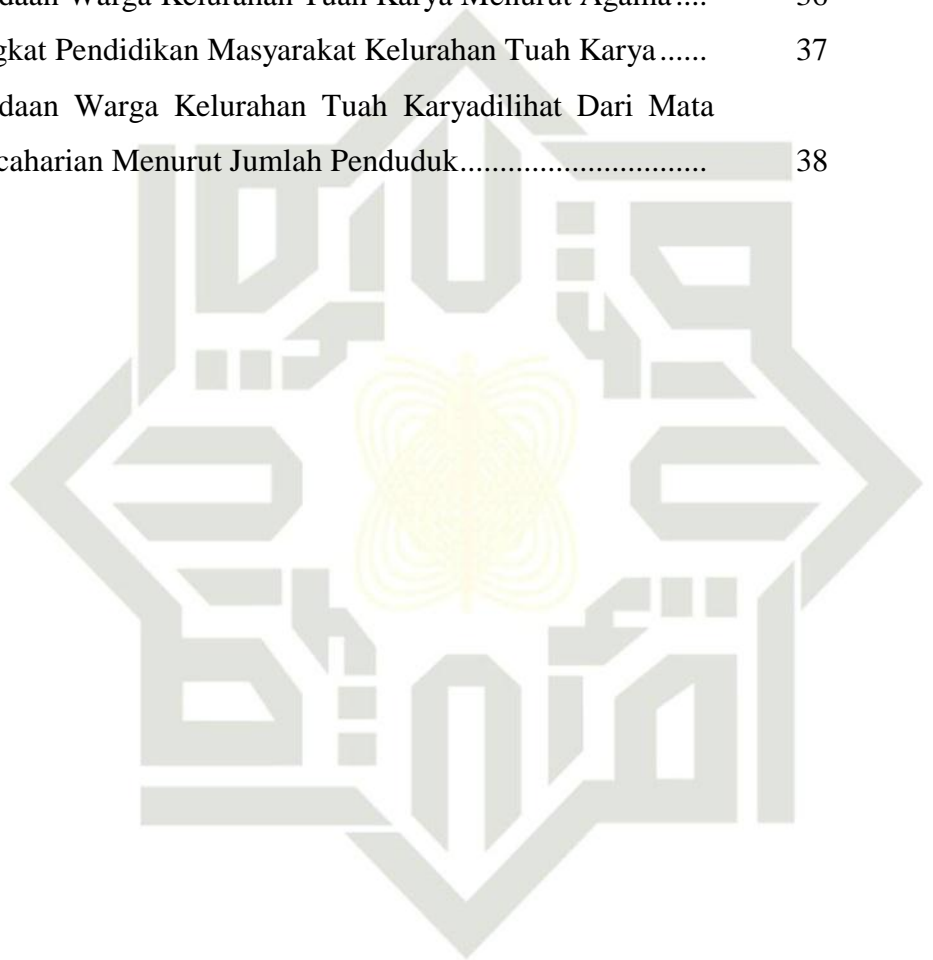 daan Warga Kelurahan Tuah Karya Menurut Agama....
gkat Pendidikan Masyarakat Kelurahan Tuah Karya...... 37
daan Warga Kelurahan Tuah Karyadilihat Dari Mata
caharian Menurut Jumlah Penduduk............................... 38